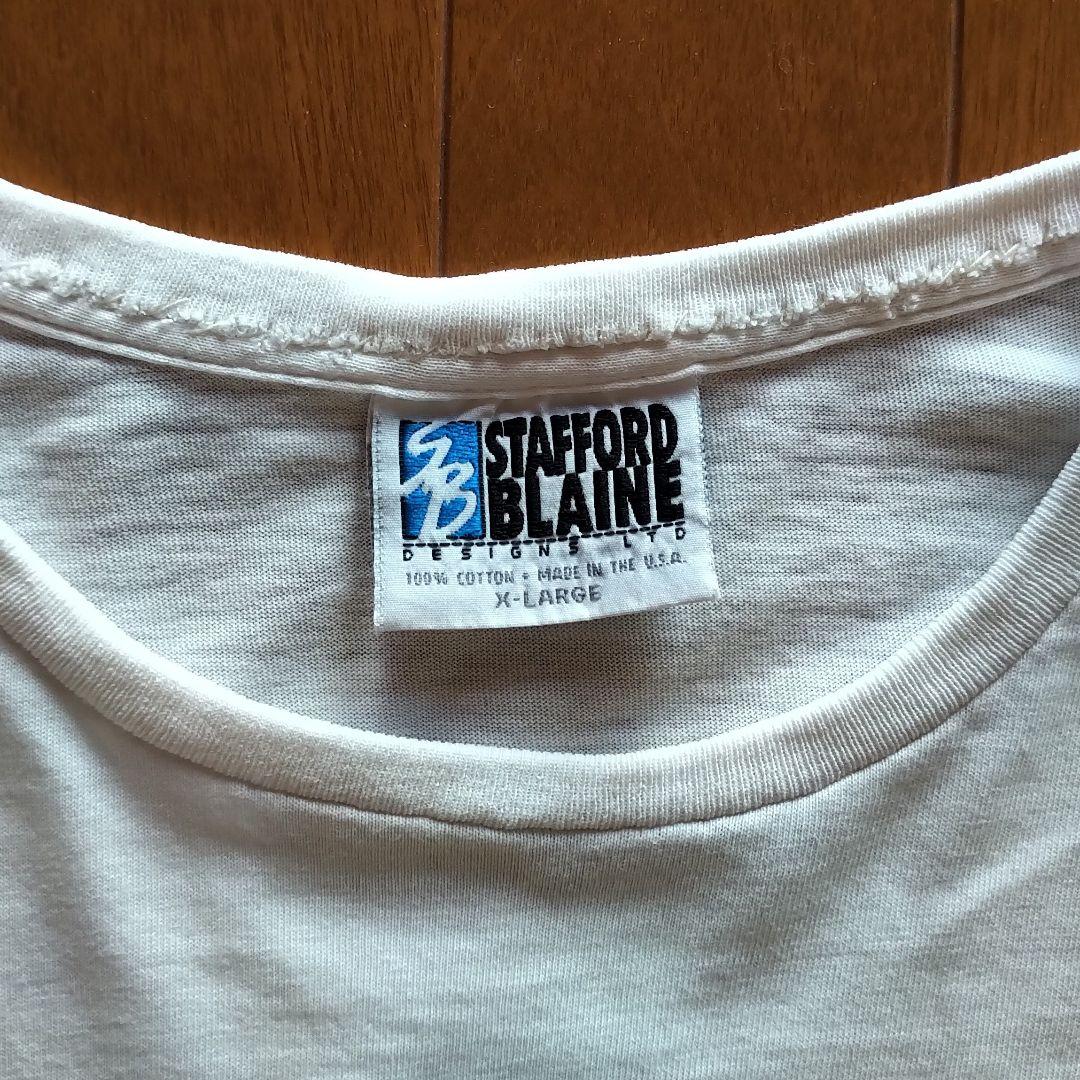 SB STAFFORD
BLAINE
DESIGNS LTD
100% COTTON • MADE IN THE U.S.A.
X-LARGE